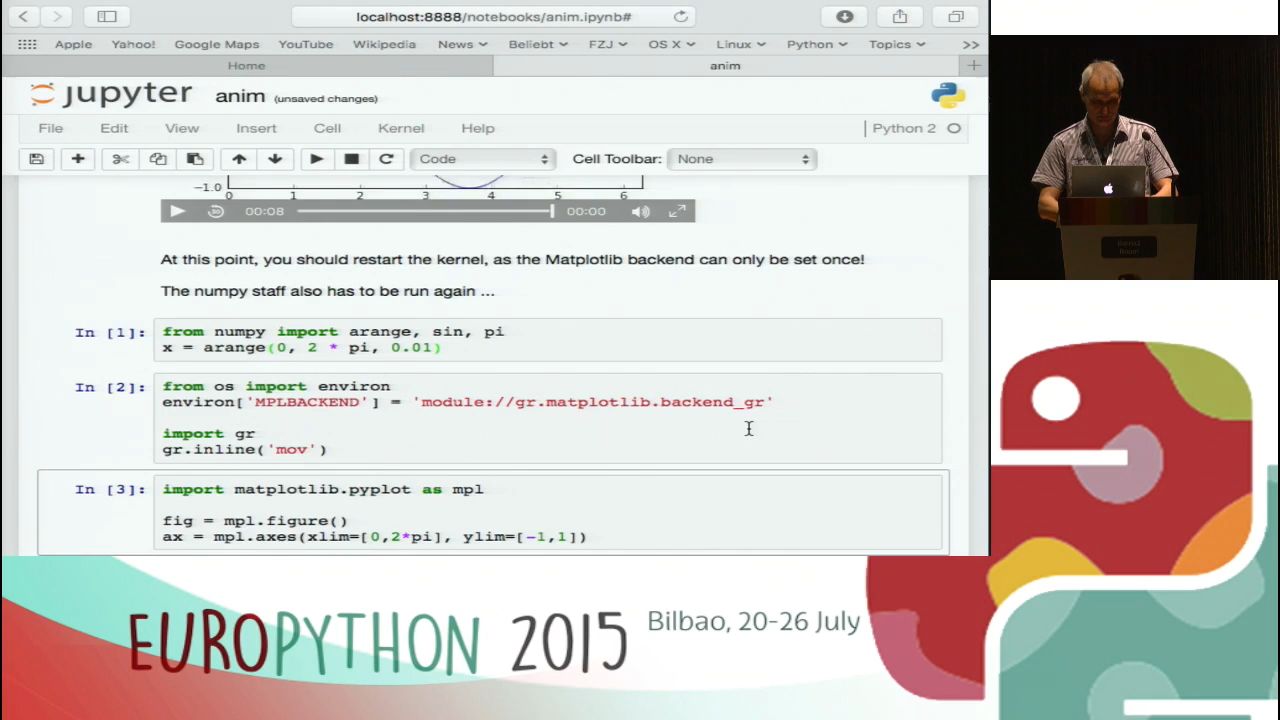 localhost:8888/notebooks/anim.ipynb#
Apple Yahoo! Google Maps YouTube Wikipedia News Beliebt FZJ OS X Linux Python Topics >>
Home anim +
jupyter anim (unsaved changes)
File Edit View Insert Cell Kernel Help Python 2
Code Cell Toolbar: None
−1.0
0 1 2 3 4 5 6
30 00:08 00:00
At this point, you should restart the kernel, as the Matplotlib backend can only be set once!
The numpy staff also has to be run again ...
In [1]: from numpy import arange, sin, pi
x = arange(0, 2 * pi, 0.01)
In [2]: from os import environ
environ['MPLBACKEND'] = 'module://gr.matplotlib.backend_gr'
import gr
gr.inline('mov')
In [3]: import matplotlib.pyplot as mpl
fig = mpl.figure()
ax = mpl.axes(xlim=[0,2*pi], ylim=[-1,1])
EUROPYTHON 2015 Bilbao, 20-26 July